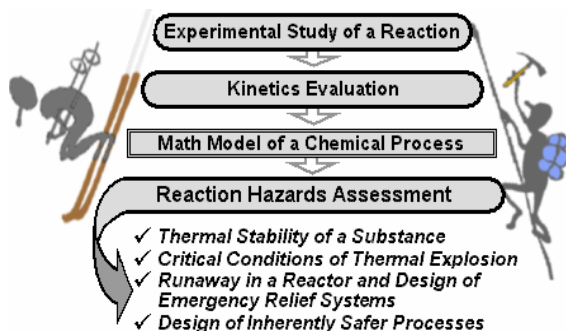 Experimental Study of a Reaction
Kinetics Evaluation
Math Model of a Chemical Process
Reaction Hazards Assessment
✓ Thermal Stability of a Substance
✓ Critical Conditions of Thermal Explosion
✓ Runaway in a Reactor and Design of
Emergency Relief Systems
✓ Design of Inherently Safer Processes